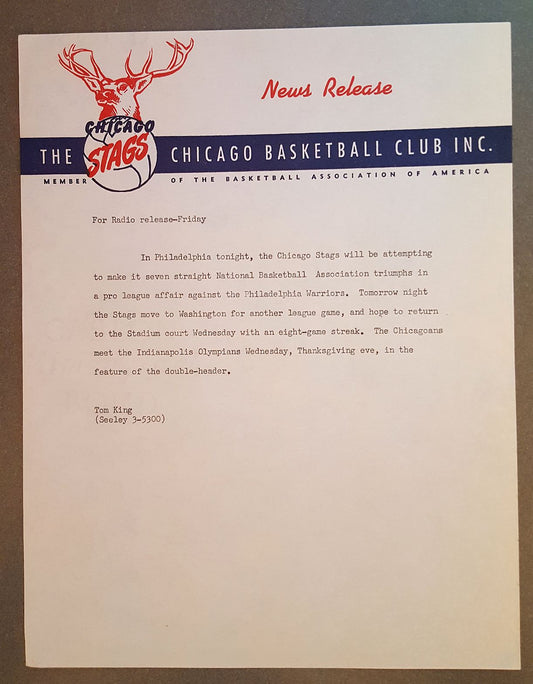 News Release
CHICAGO
STAGS
THE CHICAGO BASKETBALL CLUB INC.
MEMBER OF THE BASKETBALL ASSOCIATION OF AMERICA
For Radio release-Friday
In Philadelphia tonight, the Chicago Stags will be attempting
to make it seven straight National Basketball Association triumphs in
a pro league affair against the Philadelphia Warriors. Tomorrow night
the Stags move to Washington for another league game, and hope to return
to the Stadium court Wednesday with an eight-game streak. The Chicagoans
meet the Indianapolis Olympians Wednesday, Thanksgiving eve, in the
feature of the double-header.
Tom King
(Seeley 3-5300)